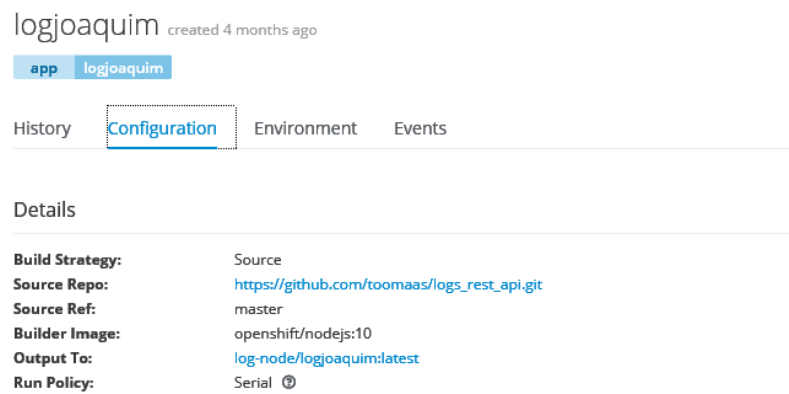 logjoaquim created 4 months ago
app logjoaquim
History Configuration Environment Events
Details
Build Strategy: Source
Source Repo: https://github.com/toomaas/logs_rest_api.git
Source Ref: master
Builder Image: openshift/nodejs:10
Output To: log-node/logjoaquim:latest
Run Policy: Serial ?